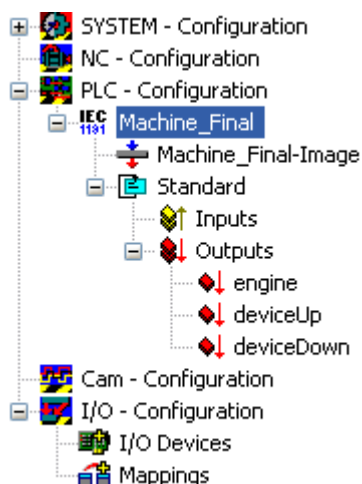 SYSTEM - Configuration
NC - Configuration
PLC - Configuration
IEC 1131 Machine_Final
Machine_Final-Image
Standard
Inputs
Outputs
engine
deviceUp
deviceDown
Cam - Configuration
I/O - Configuration
I/O Devices
Mappings